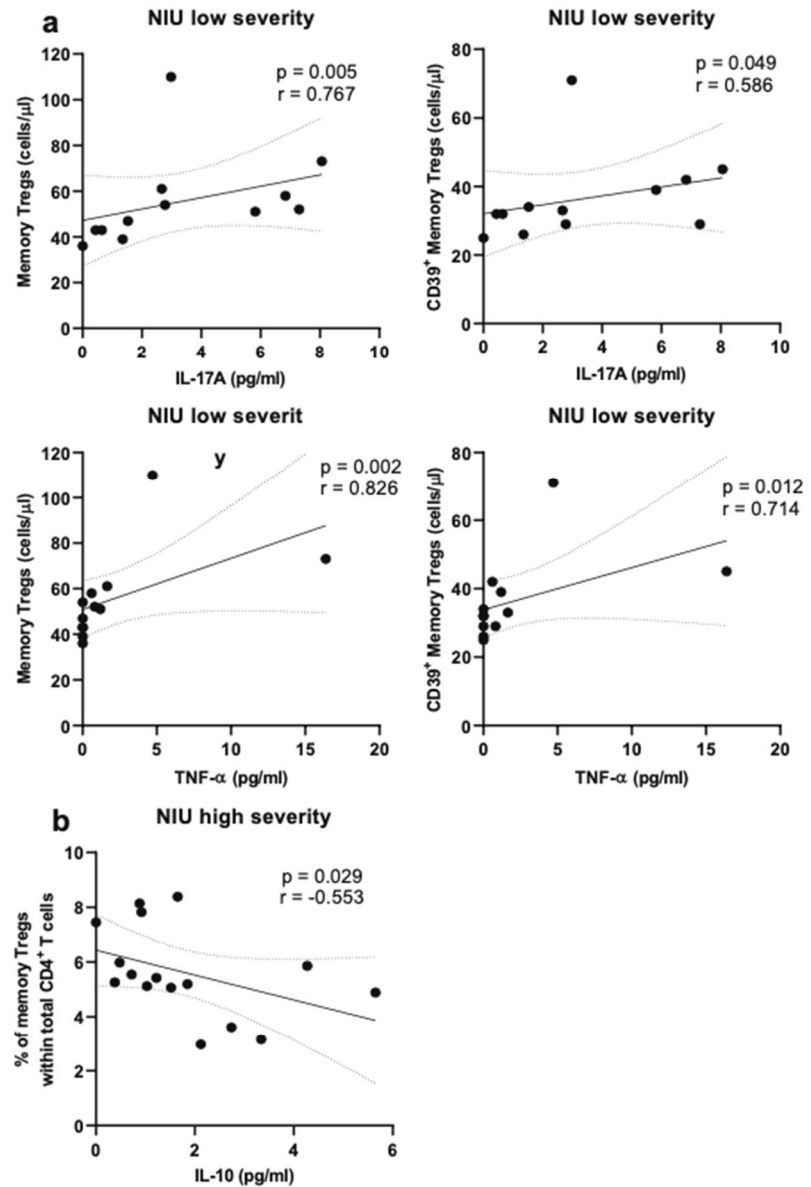 a
NIU low severity
NIU low severity
p = 0.005
r = 0.767
p = 0.049
r = 0.586
Memory Tregs (cells/μl)
120
100
80
60
40
20
0
0 2 4 6 8 10
IL-17A (pg/ml)
CD39+ Memory Tregs (cells/μl)
80
60
40
20
0
0 2 4 6 8 10
IL-17A (pg/ml)
NIU low severit
y
NIU low severity
p = 0.002
r = 0.826
p = 0.012
r = 0.714
Memory Tregs (cells/μl)
120
100
80
60
40
20
0
0 5 10 15 20
TNF-α (pg/ml)
CD39+ Memory Tregs (cells/μl)
80
60
40
20
0
0 5 10 15 20
TNF-α (pg/ml)
b
NIU high severity
p = 0.029
r = -0.553
% of memory Tregs
within total CD4+ T cells
10
8
6
4
2
0
0 2 4 6
IL-10 (pg/ml)